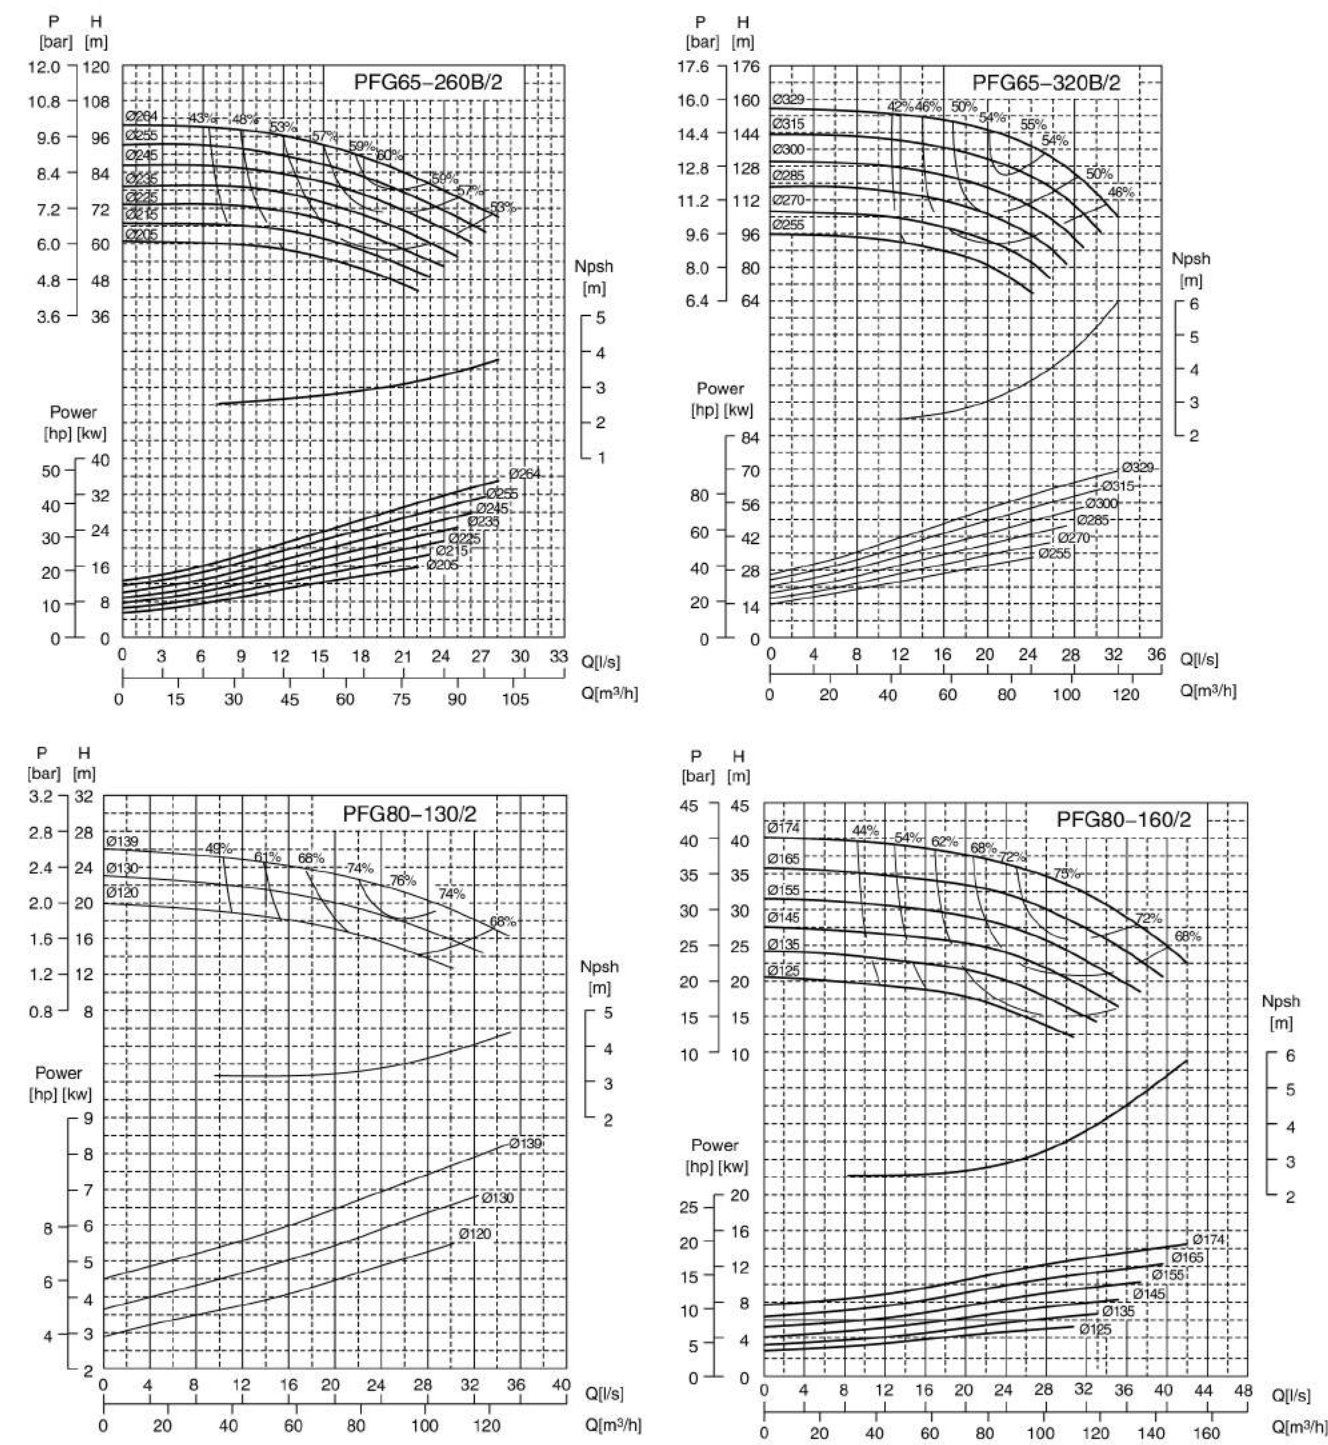 P H
[bar] [m]
PFG65-260B/2
12.0 120
10.8 108
9.6 96
8.4 84
7.2 72
6.0 60
4.8 48
3.6 36
Ø264
Ø255
Ø245
Ø235
Ø225
Ø215
Ø205
43% 48% 53% 57% 59% 60% 59% 57% 53%
Npsh
[m]
5
4
3
2
1
Power
[hp] [kw]
50 40
40 32
30 24
20 16
10 8
0 0
Ø264
Ø255
Ø245
Ø235
Ø225
Ø215
Ø205
0 3 6 9 12 15 18 21 24 27 30 33 Q[l/s]
0 15 30 45 60 75 90 105 Q[m³/h]
P H
[bar] [m]
PFG65-320B/2
17.6 176
16.0 160
14.4 144
12.8 128
11.2 112
9.6 96
8.0 80
6.4 64
Ø329
Ø315
Ø300
Ø285
Ø270
Ø255
42% 46% 50% 54% 55% 54% 50% 46%
Npsh
[m]
6
5
4
3
2
Power
[hp] [kw]
84
70
80 56
60 42
40 28
20 14
0 0
Ø329
Ø315
Ø300
Ø285
Ø270
Ø255
0 4 8 12 16 20 24 28 32 36 Q[l/s]
0 20 40 60 80 100 120 Q[m³/h]
P H
[bar] [m]
PFG80-130/2
3.2 32
2.8 28
2.4 24
2.0 20
1.6 16
1.2 12
0.8 8
Ø139
Ø130
Ø120
49% 61% 68% 74% 76% 74% 68%
Npsh
[m]
5
4
3
2
Power
[hp] [kw]
9
8
7
8 6
5
6 4
4 3
2
Ø139
Ø130
Ø120
0 4 8 12 16 20 24 28 32 36 40 Q[l/s]
0 20 40 60 80 100 120 Q[m³/h]
P H
[bar] [m]
PFG80-160/2
45 45
40 40
35 35
30 30
25 25
20 20
15 15
10 10
Ø174
Ø165
Ø155
Ø145
Ø135
Ø125
44% 54% 62% 68% 72% 75% 72% 68%
Npsh
[m]
6
5
4
3
2
Power
[hp] [kw]
20
25 16
20 12
15 8
10 4
5 0
0
Ø174
Ø165
Ø155
Ø145
Ø135
Ø125
0 4 8 12 16 20 24 28 32 36 40 44 48 Q[l/s]
0 20 40 60 80 100 120 140 160 Q[m³/h]